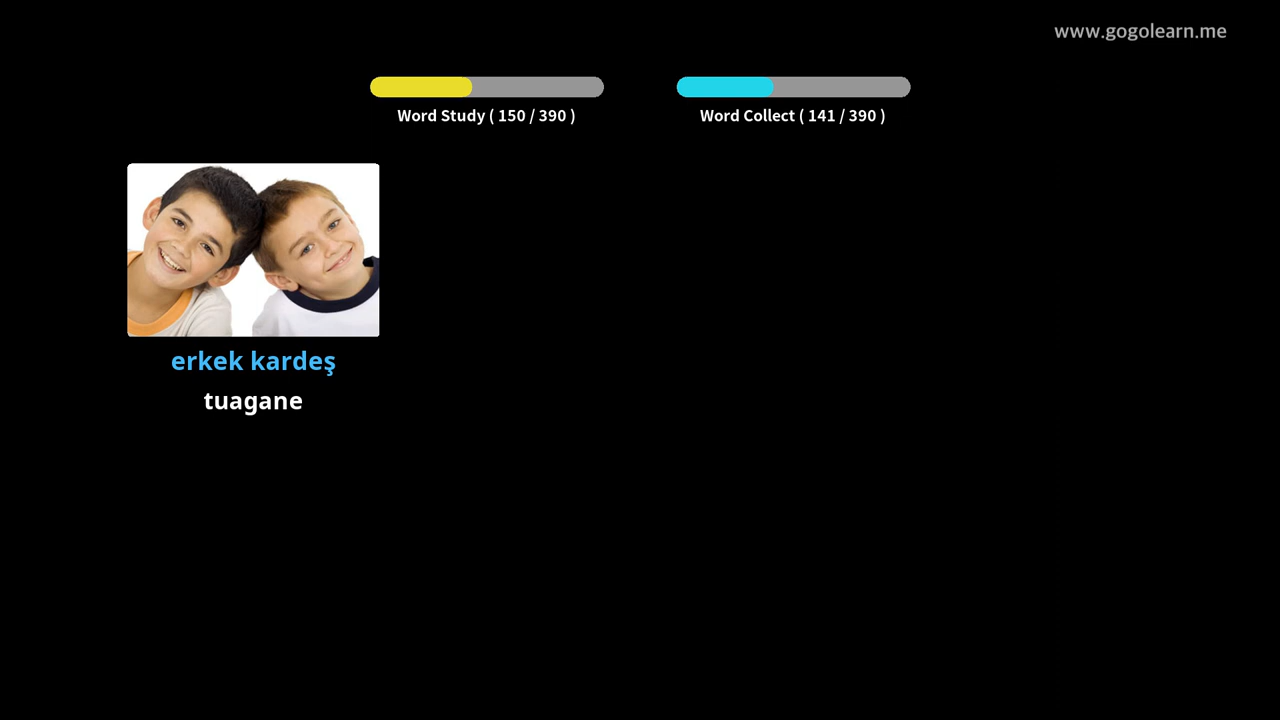 www.gogolearn.me
Word Study ( 150 / 390 )
Word Collect ( 141 / 390 )
erkek kardeş
tuagane